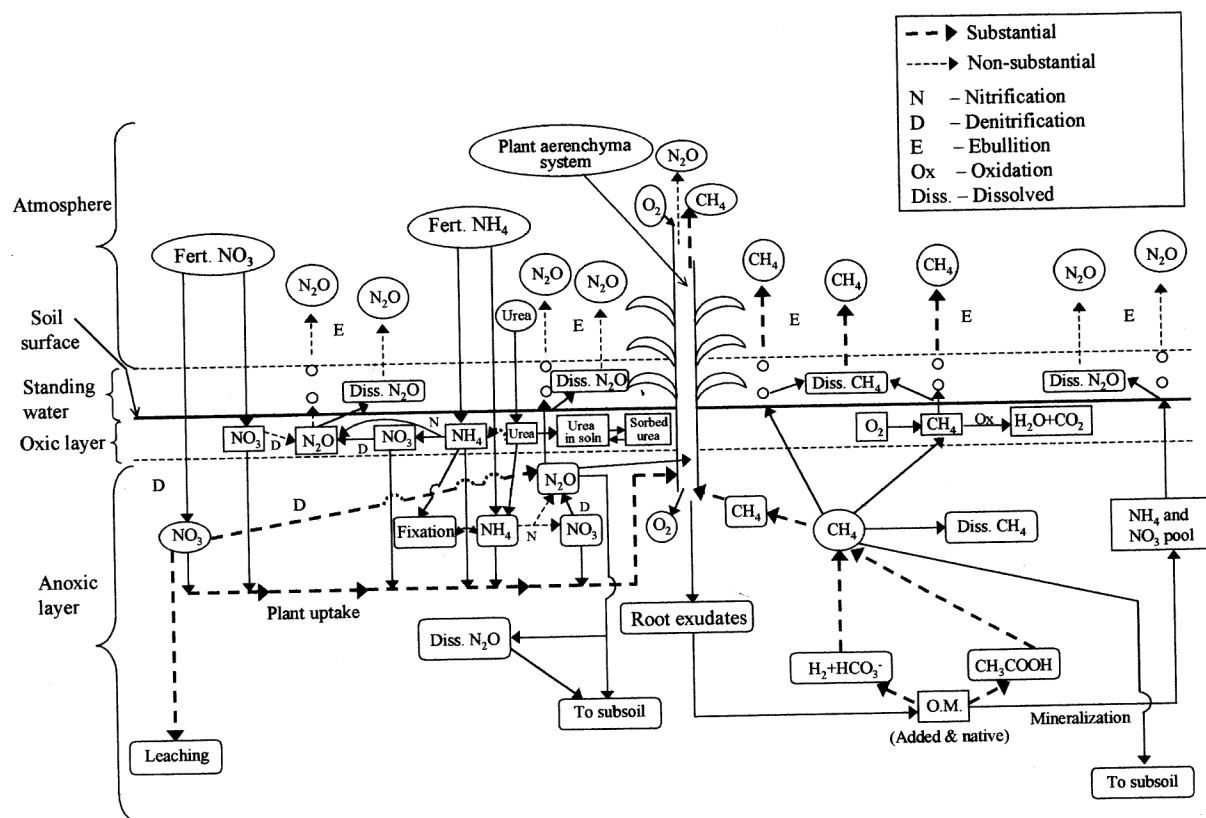 Substantial
Non-substantial
N – Nitrification
D – Denitrification
E – Ebullition
Ox – Oxidation
Diss. – Dissolved
Plant aerenchyma
system
N₂O
O₂
CH₄
Atmosphere
Fert. NO₃
Fert. NH₄
N₂O
N₂O
E
Urea
N₂O
N₂O
E
CH₄
CH₄
CH₄
E
E
N₂O
N₂O
E
Soil
surface
Standing
water
Diss. N₂O
Diss. N₂O
Diss. CH₄
Diss. N₂O
Oxic layer
NO₃
D
N₂O
D
NO₃
N
NH₄
Urea
Urea
in soln
Sorbed
urea
O₂
CH₄
Ox
H₂O+CO₂
D
D
N₂O
NO₃
Fixation
NH₄
N
D
NO₃
O₂
CH₄
CH₄
Diss. CH₄
NH₄ and
NO₃ pool
Anoxic
layer
Plant uptake
Root exudates
Diss. N₂O
H₂+HCO₃⁻
CH₃COOH
To subsoil
O.M.
Mineralization
(Added & native)
Leaching
To subsoil